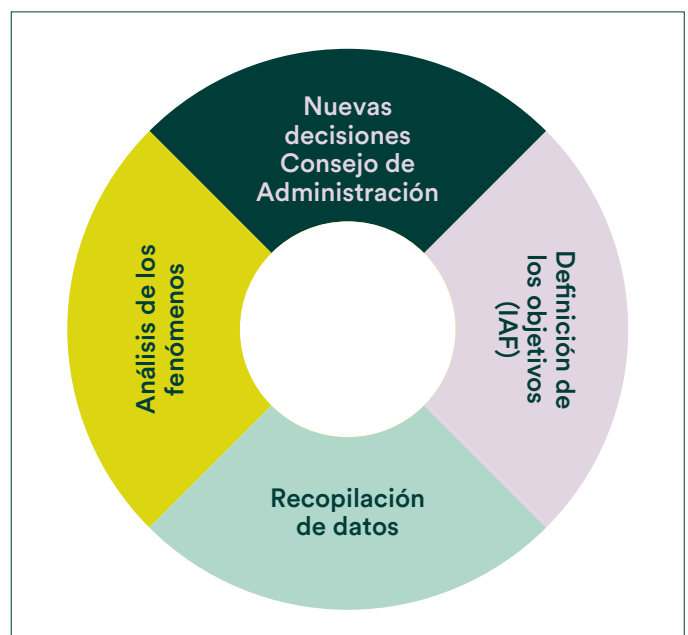 Nuevas
decisiones
Consejo de
Administración
Definición de
los objetivos
(IAF)
Recopilación
de datos
Análisis de los
fenómenos